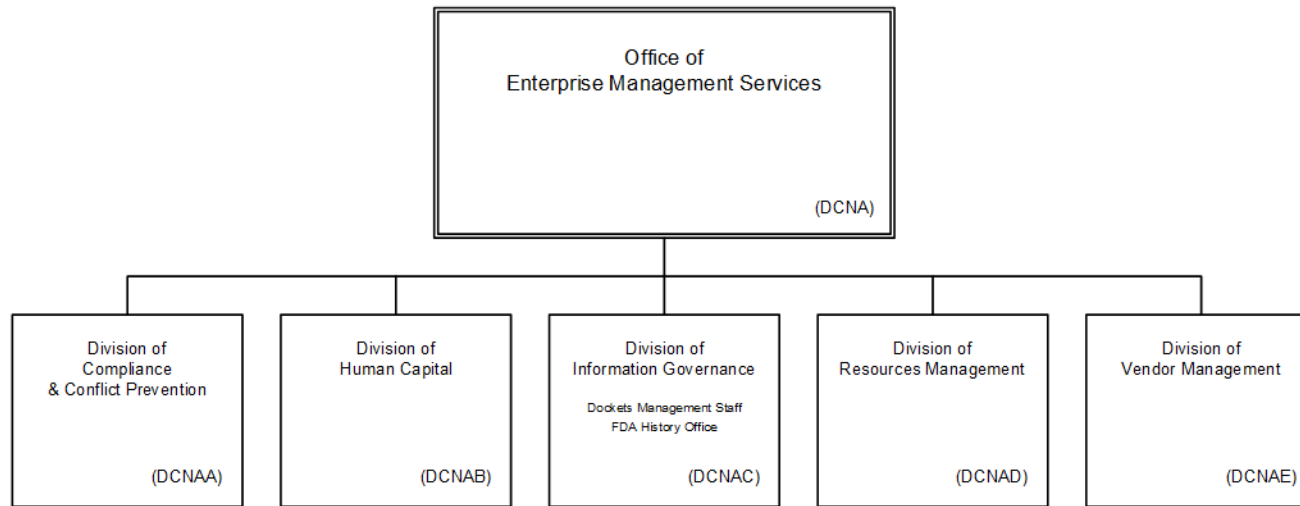 Office of
Enterprise Management Services
(DCNA)
Division of
Compliance
& Conflict Prevention
(DCNAA)
Division of
Human Capital
(DCNAB)
Division of
Information Governance
Dockets Management Staff
FDA History Office
(DCNAC)
Division of
Resources Management
(DCNAD)
Division of
Vendor Management
(DCNAE)